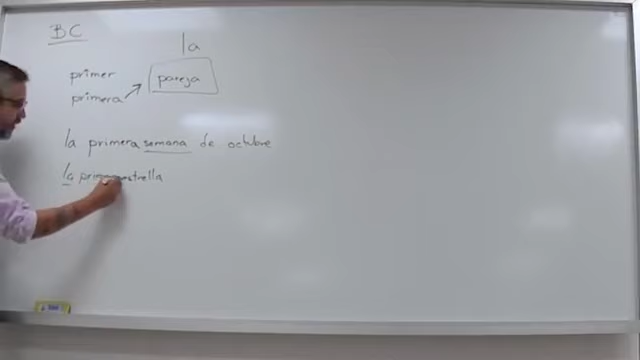 BC
la
primer
primera
pareja
la primera semana de octubre
la estrella